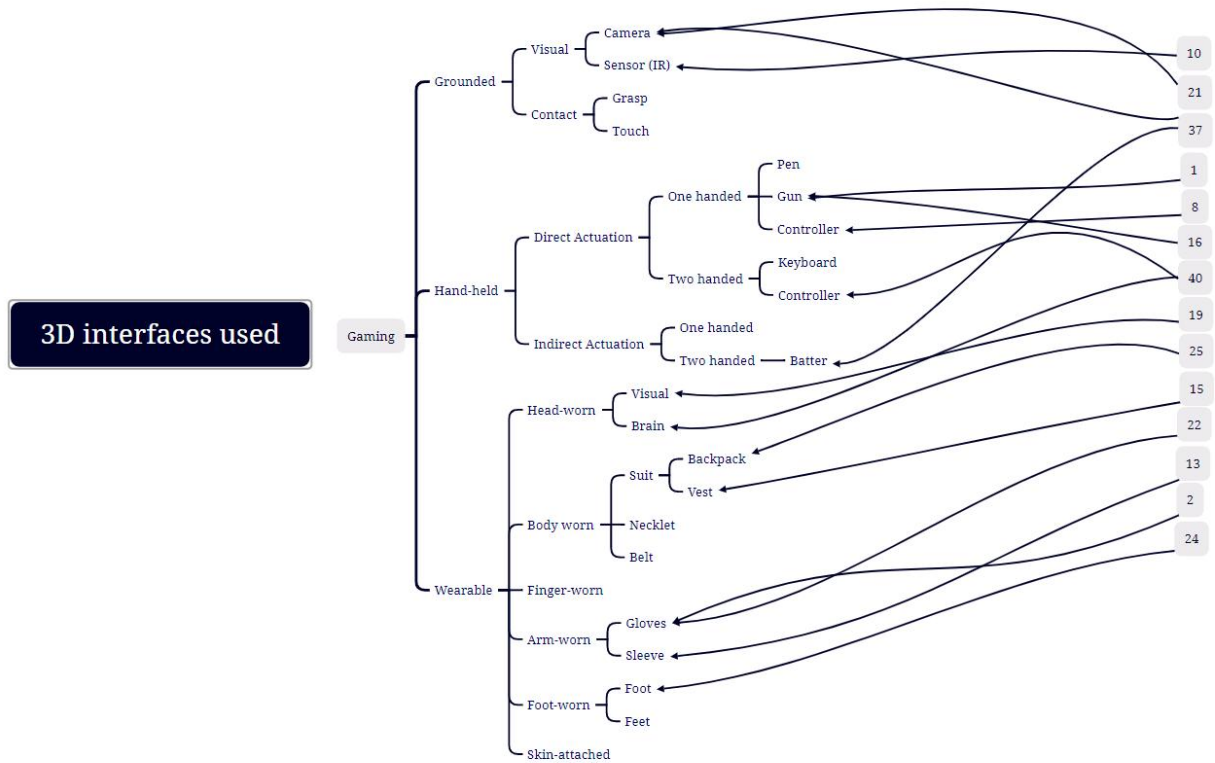 3D interfaces used
Gaming
Grounded
Visual
Camera
Sensor (IR)
Contact
Grasp
Touch
Hand-held
Direct Actuation
One handed
Pen
Gun
Controller
Two handed
Keyboard
Controller
Indirect Actuation
One handed
Two handed
Batter
Wearable
Head-worn
Visual
Brain
Body worn
Suit
Backpack
Vest
Necklet
Belt
Finger-worn
Arm-worn
Gloves
Sleeve
Foot-worn
Foot
Feet
Skin-attached
10
21
37
1
8
16
40
19
25
15
22
13
2
24